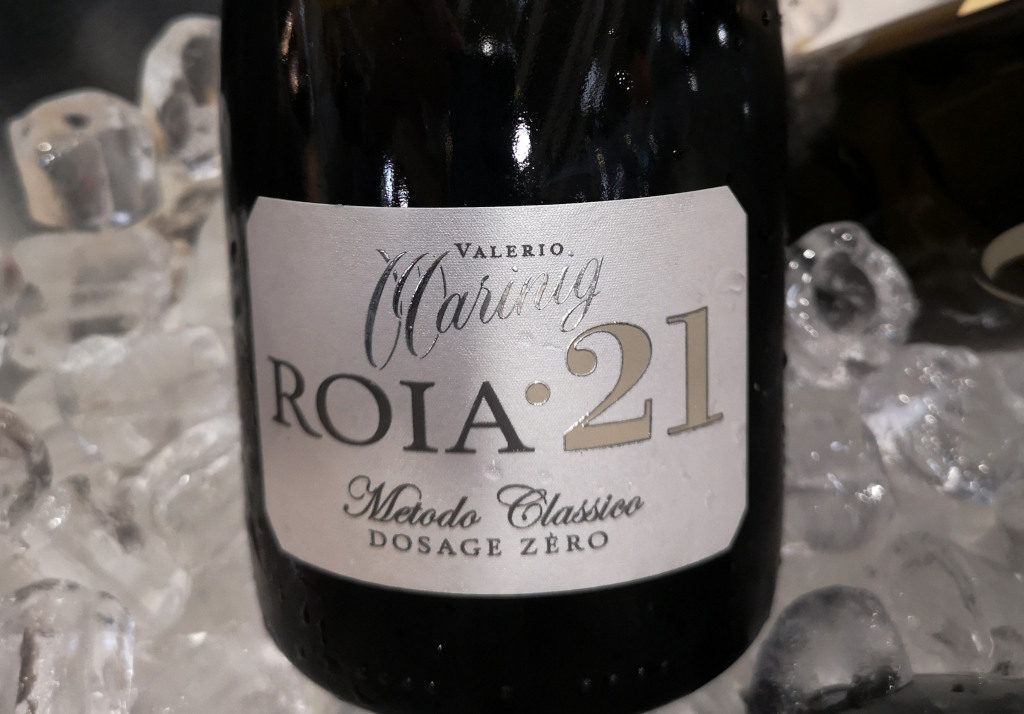 VALERIO
Marinig
ROIA·21
Metodo Classico
DOSAGE ZÈRO